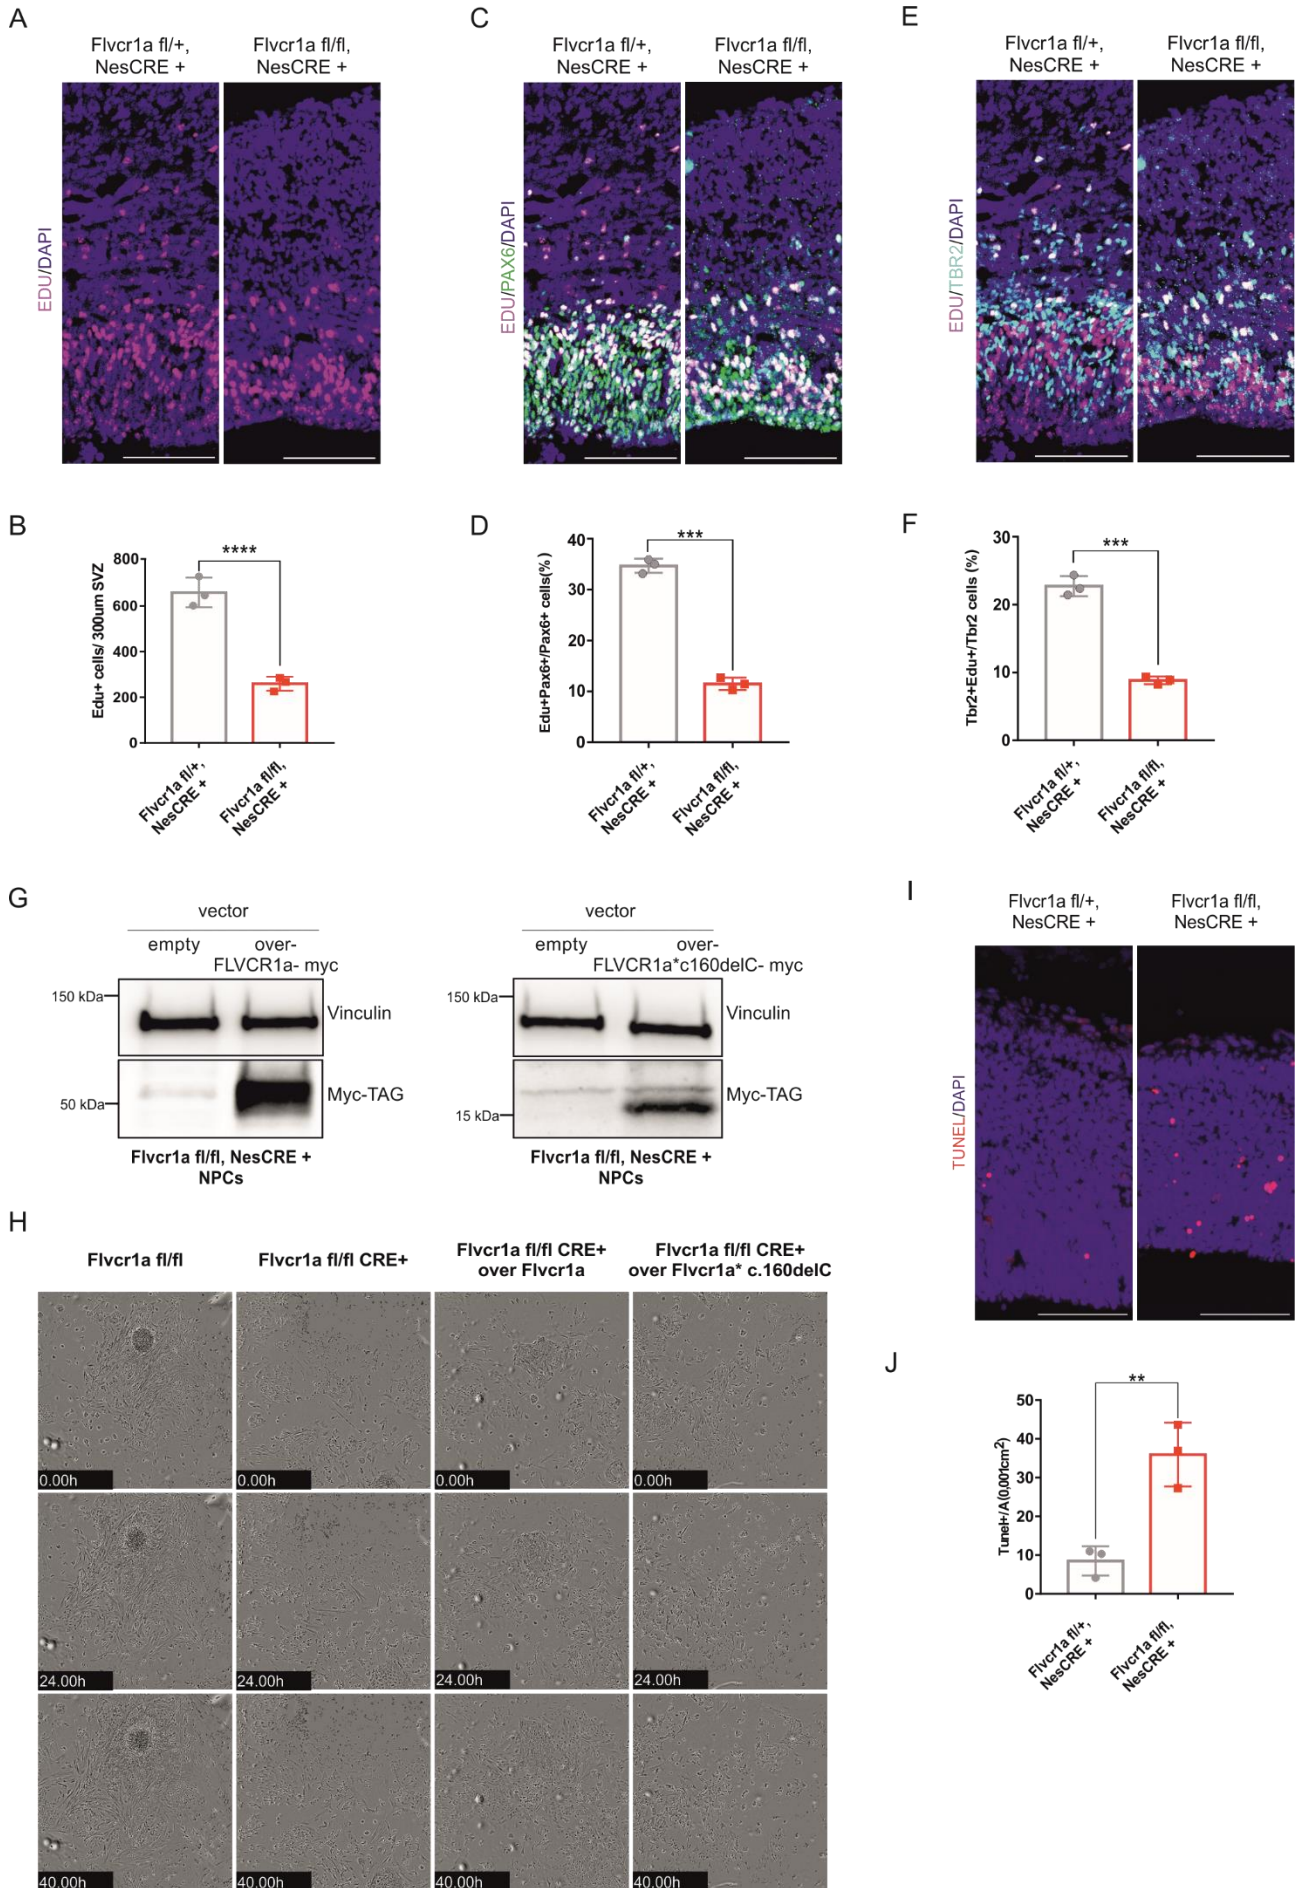 A
Flvcr1a fl/+,
NesCRE +
Flvcr1a fl/fl,
NesCRE +
EDU/DAPI
C
Flvcr1a fl/+,
NesCRE +
Flvcr1a fl/fl,
NesCRE +
EDU/PAX6/DAPI
E
Flvcr1a fl/+,
NesCRE +
Flvcr1a fl/fl,
NesCRE +
EDU/TBR2/DAPI
B
Edu+ cells/ 300um SVZ
800
600
400
200
0
****
Flvcr1a fl/+,
NesCRE +
Flvcr1a fl/fl,
NesCRE +
D
Edu+Pax6+/Pax6+ cells(%)
40
30
20
10
0
***
Flvcr1a fl/+,
NesCRE +
Flvcr1a fl/fl,
NesCRE +
F
Tbr2+Edu+/Tbr2 cells (%)
30
20
10
0
***
Flvcr1a fl/+,
NesCRE +
Flvcr1a fl/fl,
NesCRE +
G
vector
empty
over-
FLVCR1a- myc
150 kDa
Vinculin
50 kDa
Myc-TAG
Flvcr1a fl/fl, NesCRE +
NPCs
vector
empty
over-
FLVCR1a*c160delC- myc
150 kDa
Vinculin
15 kDa
Myc-TAG
Flvcr1a fl/fl, NesCRE +
NPCs
H
Flvcr1a fl/fl
Flvcr1a fl/fl CRE+
Flvcr1a fl/fl CRE+
over Flvcr1a
Flvcr1a fl/fl CRE+
over Flvcr1a* c.160delC
0.00h
0.00h
0.00h
0.00h
24.00h
24.00h
24.00h
24.00h
40.00h
40.00h
40.00h
40.00h
I
Flvcr1a fl/+,
NesCRE +
Flvcr1a fl/fl,
NesCRE +
TUNEL/DAPI
J
Tunel+/A(0,001cm²)
50
40
30
20
10
0
**
Flvcr1a fl/+,
NesCRE +
Flvcr1a fl/fl,
NesCRE +